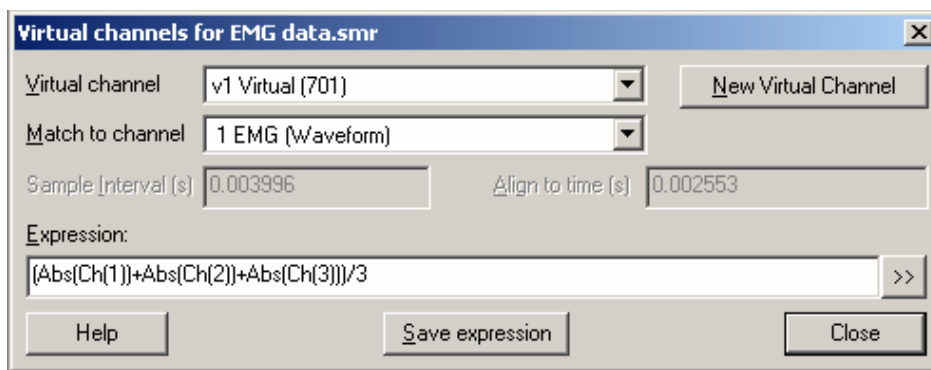 Virtual channels for EMG data.smr
Virtual channel v1 Virtual (701) New Virtual Channel
Match to channel 1 EMG (Waveform)
Sample Interval (s) 0.003996 Align to time (s) 0.002553
Expression:
(Abs(Ch(1))+Abs(Ch(2))+Abs(Ch(3)))/3 >>
Help Save expression Close